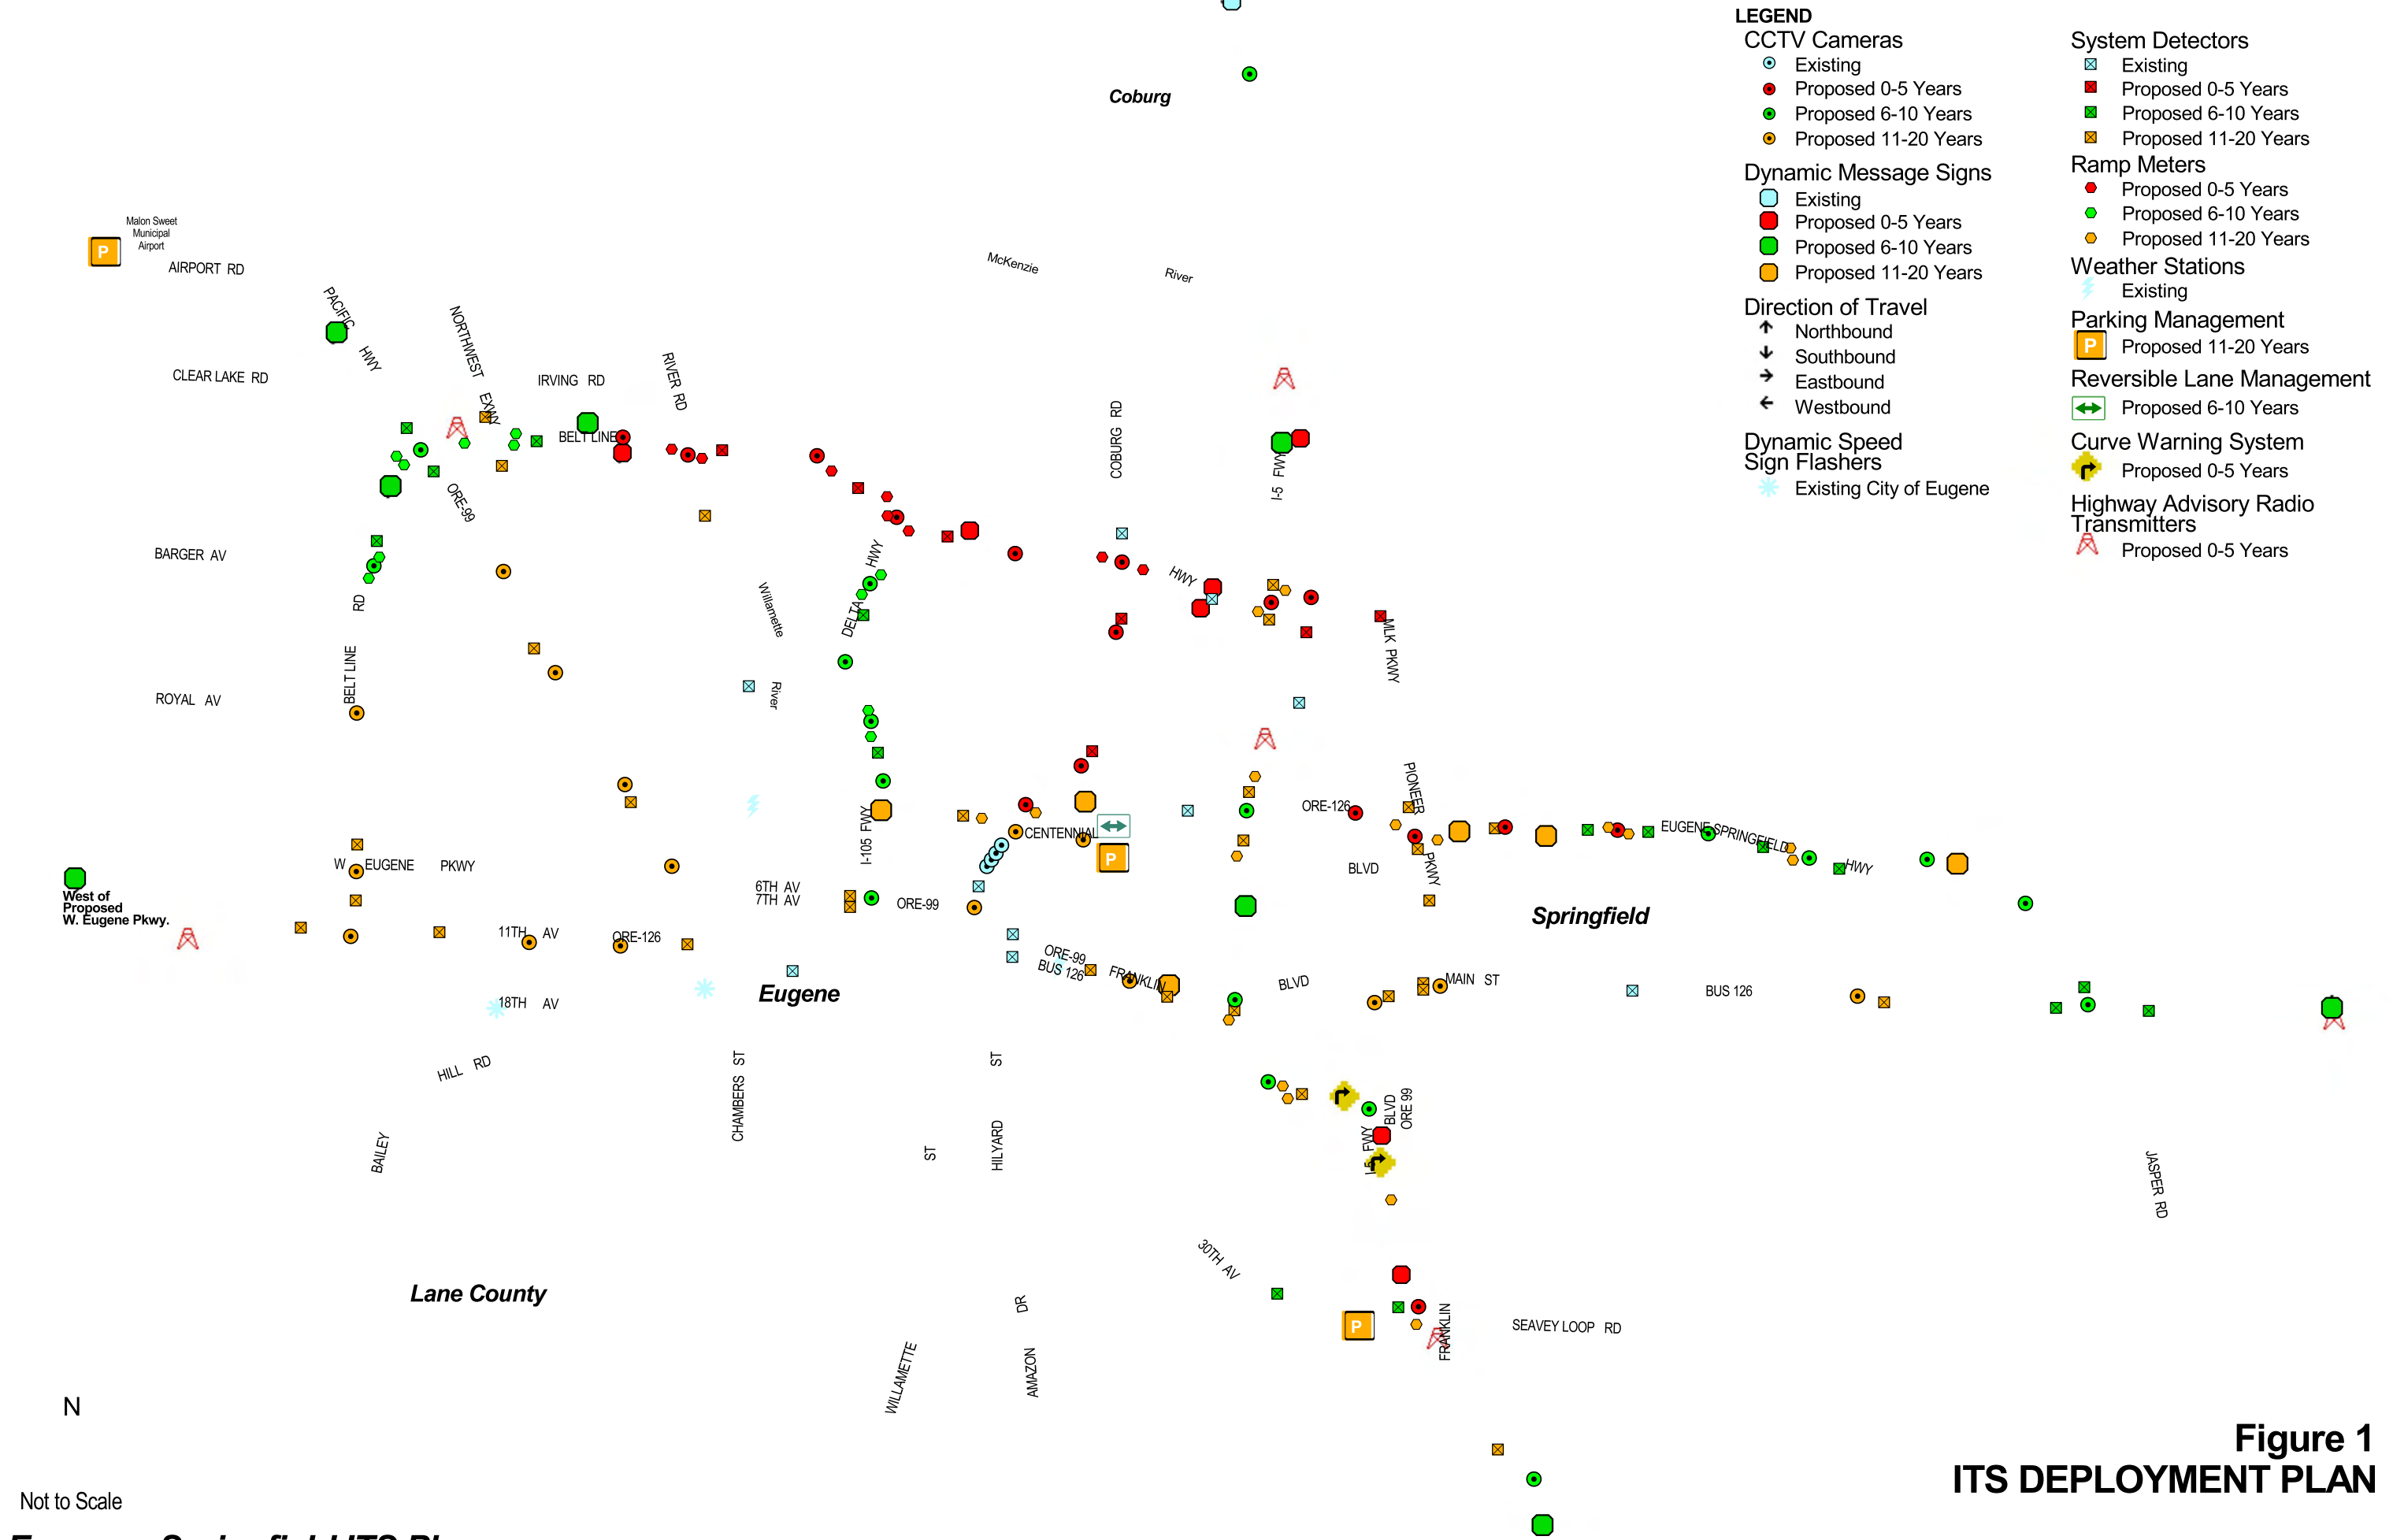 LEGEND
CCTV Cameras
Existing
Proposed 0-5 Years
Proposed 6-10 Years
Proposed 11-20 Years
Dynamic Message Signs
Existing
Proposed 0-5 Years
Proposed 6-10 Years
Proposed 11-20 Years
Direction of Travel
Northbound
Southbound
Eastbound
Westbound
Dynamic Speed
Sign Flashers
Existing City of Eugene
System Detectors
Existing
Proposed 0-5 Years
Proposed 6-10 Years
Proposed 11-20 Years
Ramp Meters
Proposed 0-5 Years
Proposed 6-10 Years
Proposed 11-20 Years
Weather Stations
Existing
Parking Management
P
Proposed 11-20 Years
Reversible Lane Management
Proposed 6-10 Years
Curve Warning System
Proposed 0-5 Years
Highway Advisory Radio
Transmitters
Proposed 0-5 Years
Coburg
Malon Sweet
Municipal
Airport
P
AIRPORT RD
McKenzie
River
PACIFIC
HWY
NORTHWEST
EXWY
CLEAR LAKE RD
IRVING RD
RIVER RD
BELT LINE
COBURG RD
I-5 FWY
ORE-99
BARGER AV
RD
DELTA HWY
HWY
Willamette
River
MLK PKWY
BELT LINE
ROYAL AV
PIONEER
PKWY
ORE-126
I-105 FWY
CENTENNIAL
BLVD
P
EUGENE-SPRINGFIELD
HWY
W EUGENE PKWY
6TH AV
7TH AV
ORE-99
West of
Proposed
W. Eugene Pkwy.
Springfield
11TH AV
ORE-126
ORE-99
BUS 126
FRANKLIN
BLVD
MAIN ST
BUS 126
Eugene
18TH AV
HILL RD
CHAMBERS ST
ST
HILYARD
ST
BAILEY
BLVD
ORE 99
I-5 FWY
JASPER RD
30TH AV
Lane County
DR
AMAZON
WILLAMETTE
P
FRANKLIN
SEAVEY LOOP RD
N
Not to Scale
Figure 1
ITS DEPLOYMENT PLAN